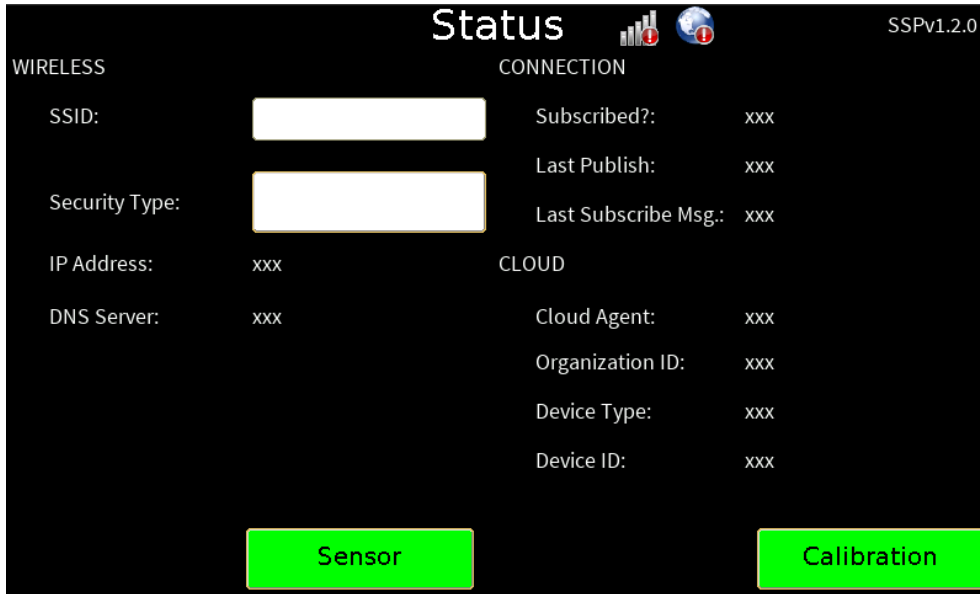 Status
SSPv1.2.0
WIRELESS
SSID:
Security Type:
IP Address: xxx
DNS Server: xxx
CONNECTION
Subscribed?: xxx
Last Publish: xxx
Last Subscribe Msg.: xxx
CLOUD
Cloud Agent: xxx
Organization ID: xxx
Device Type: xxx
Device ID: xxx
Sensor
Calibration